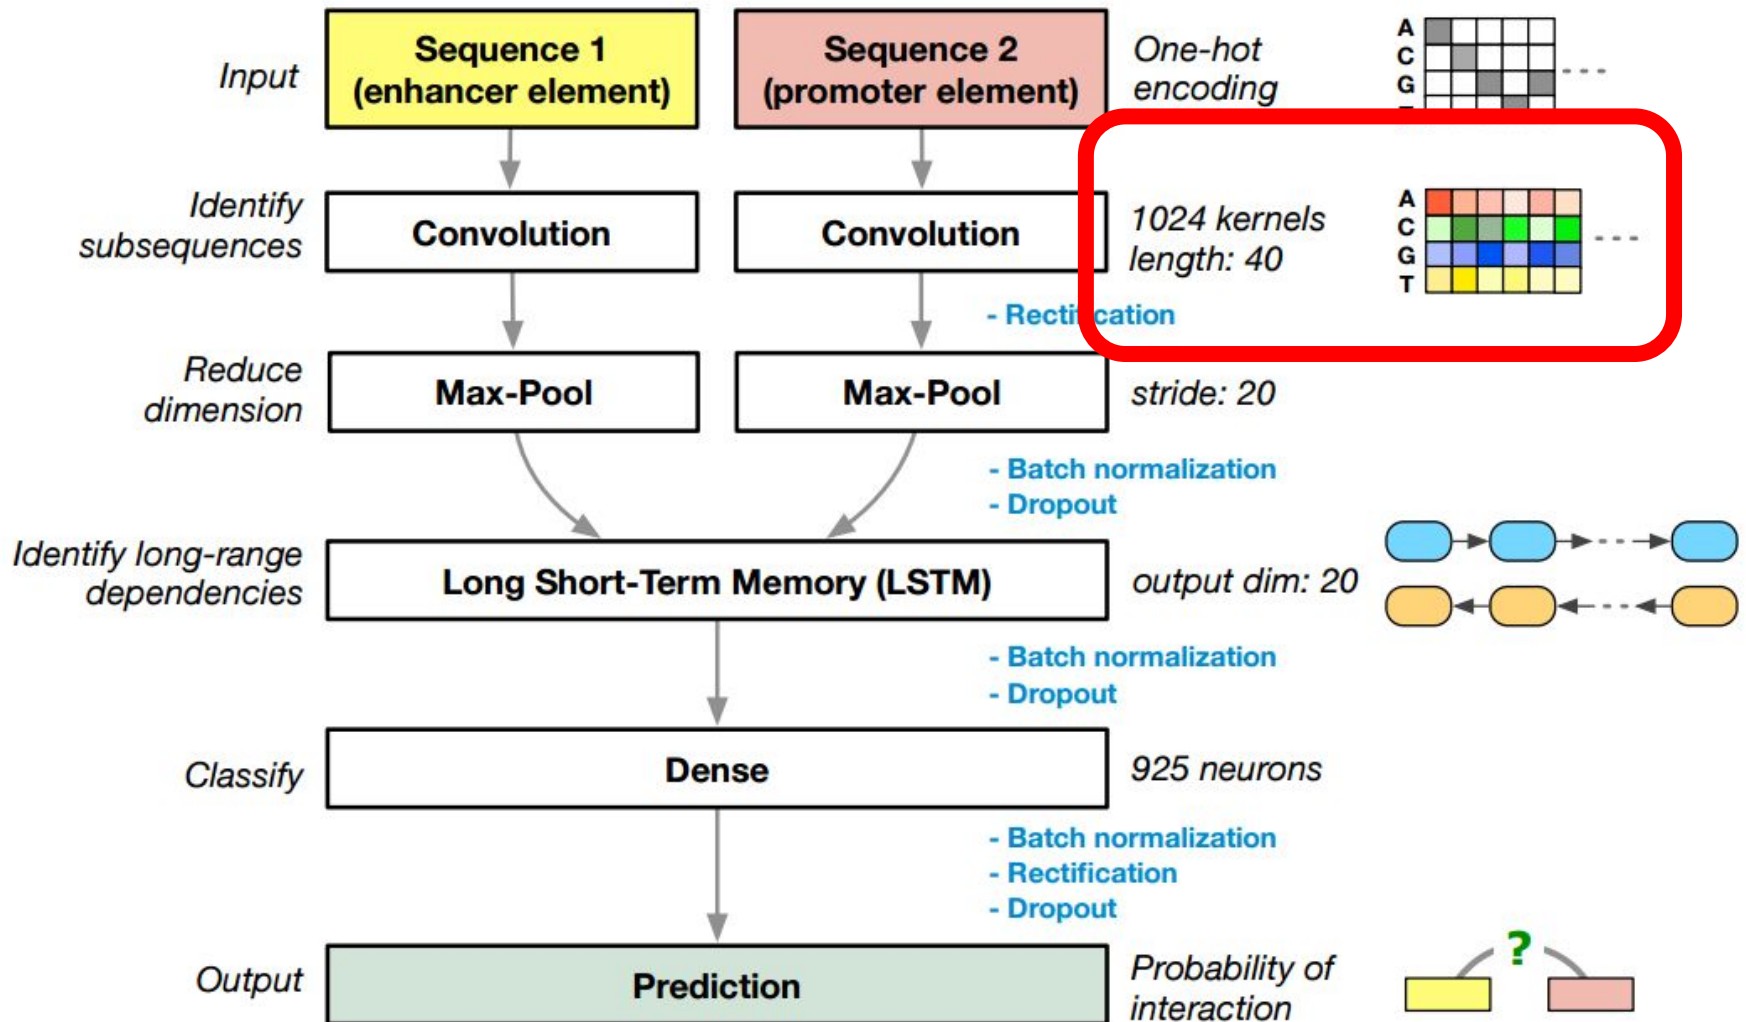 Input
Sequence 1
(enhancer element)
Sequence 2
(promoter element)
One-hot
encoding
A
C
G
Identify
subsequences
Convolution
Convolution
1024 kernels
length: 40
A
C
G
T
- Rectification
Reduce
dimension
Max-Pool
Max-Pool
stride: 20
- Batch normalization
- Dropout
Identify long-range
dependencies
Long Short-Term Memory (LSTM)
output dim: 20
- Batch normalization
- Dropout
Classify
Dense
925 neurons
- Batch normalization
- Rectification
- Dropout
Output
Prediction
Probability of
interaction
?